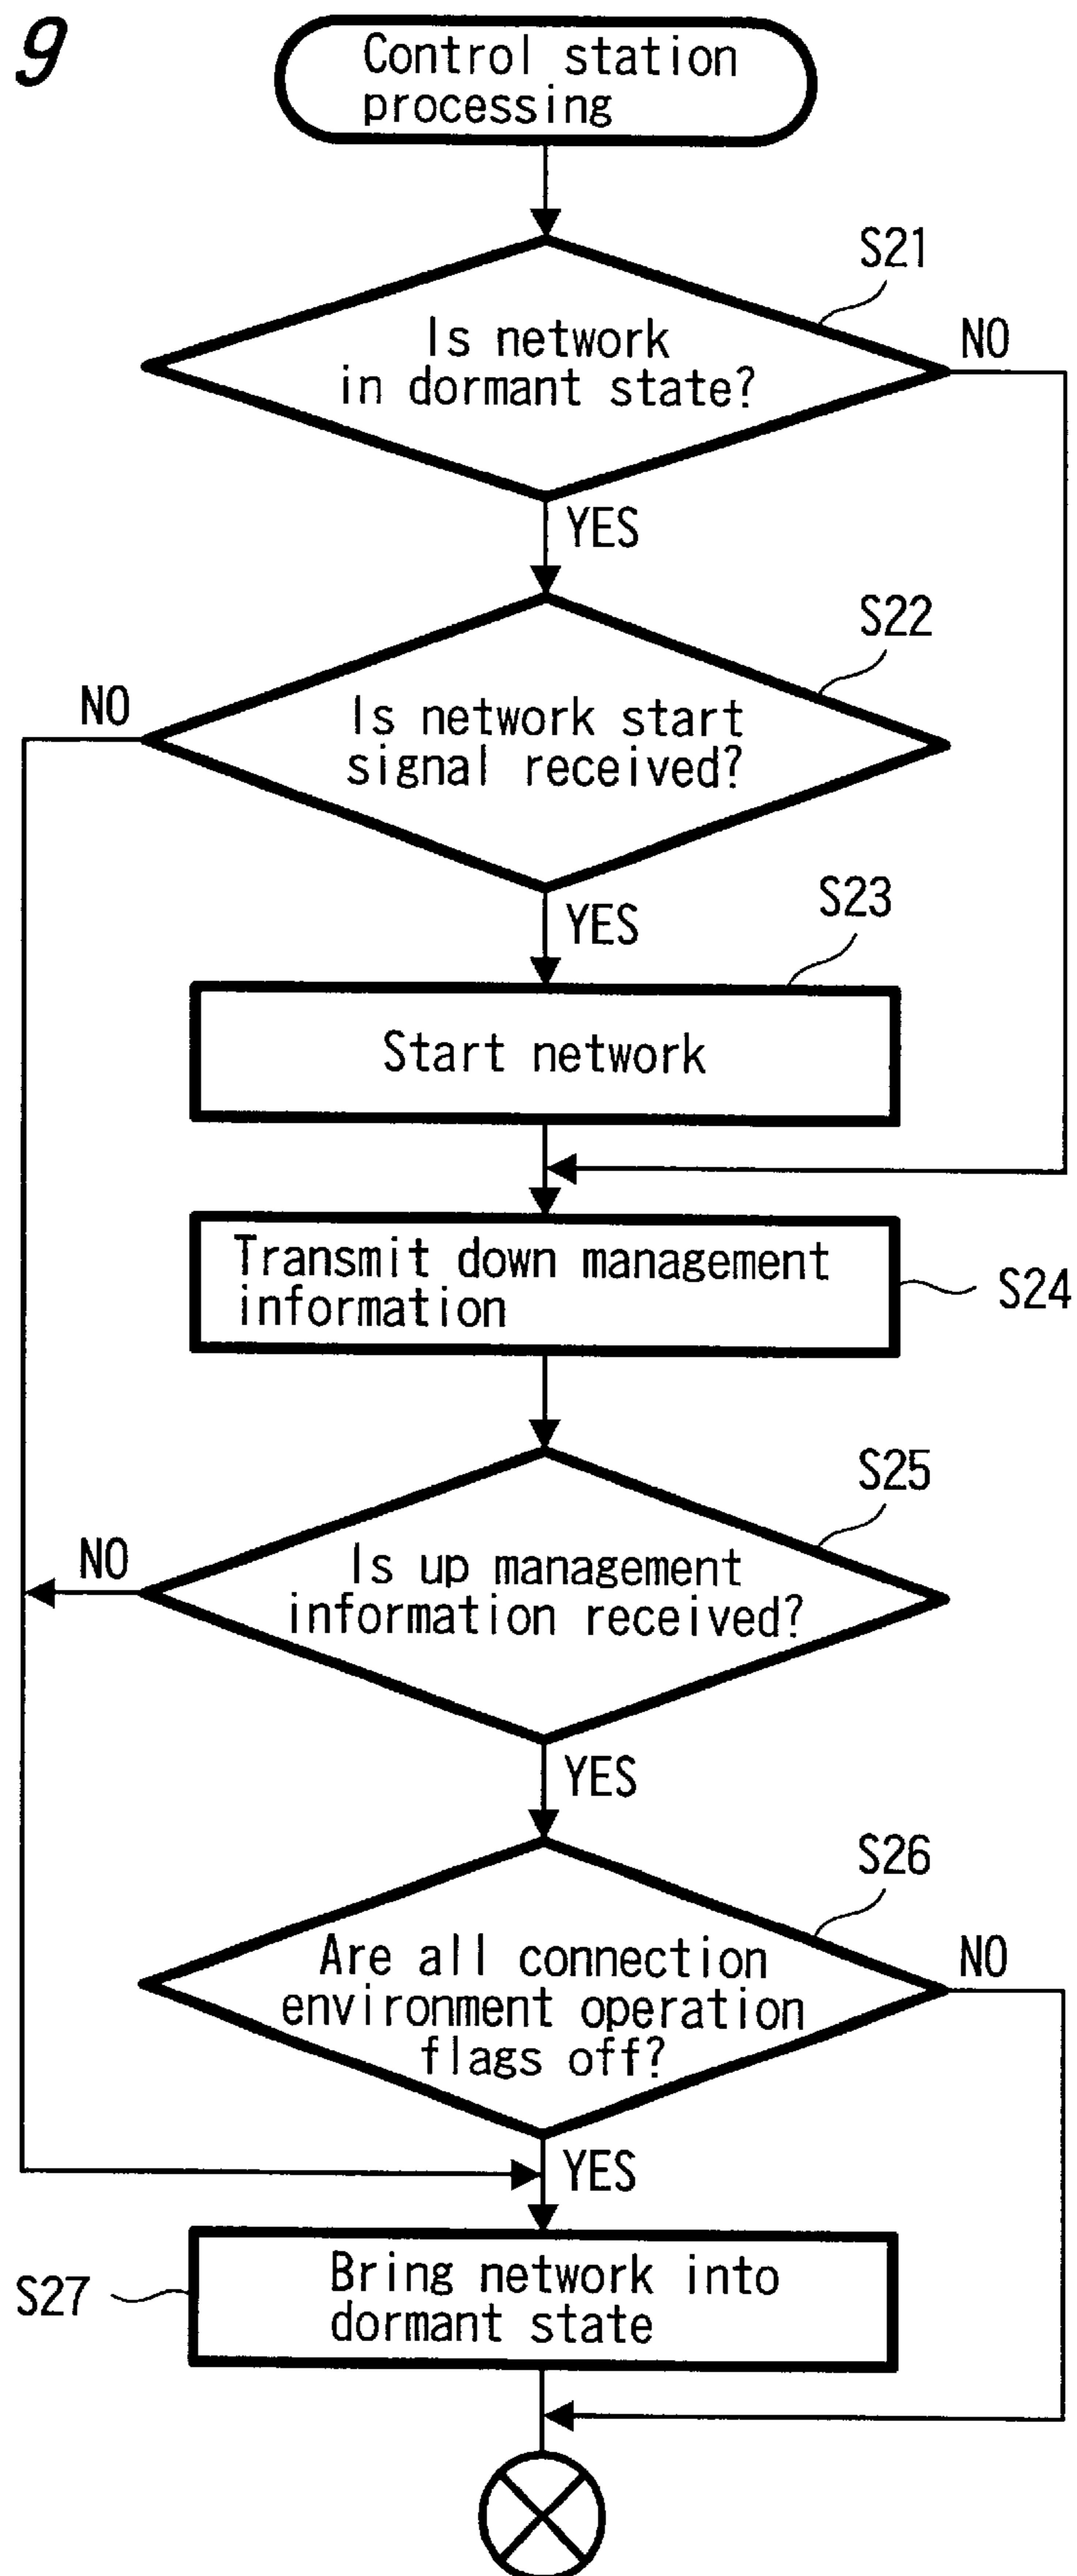 9
Control station
processing
S21
Is network
in dormant state?
NO
YES
S22
NO
Is network start
signal received?
YES
S23
Start network
Transmit down management
information
S24
S25
NO
Is up management
information received?
YES
S26
Are all connection
environment operation
flags off?
NO
YES
S27
Bring network into
dormant state